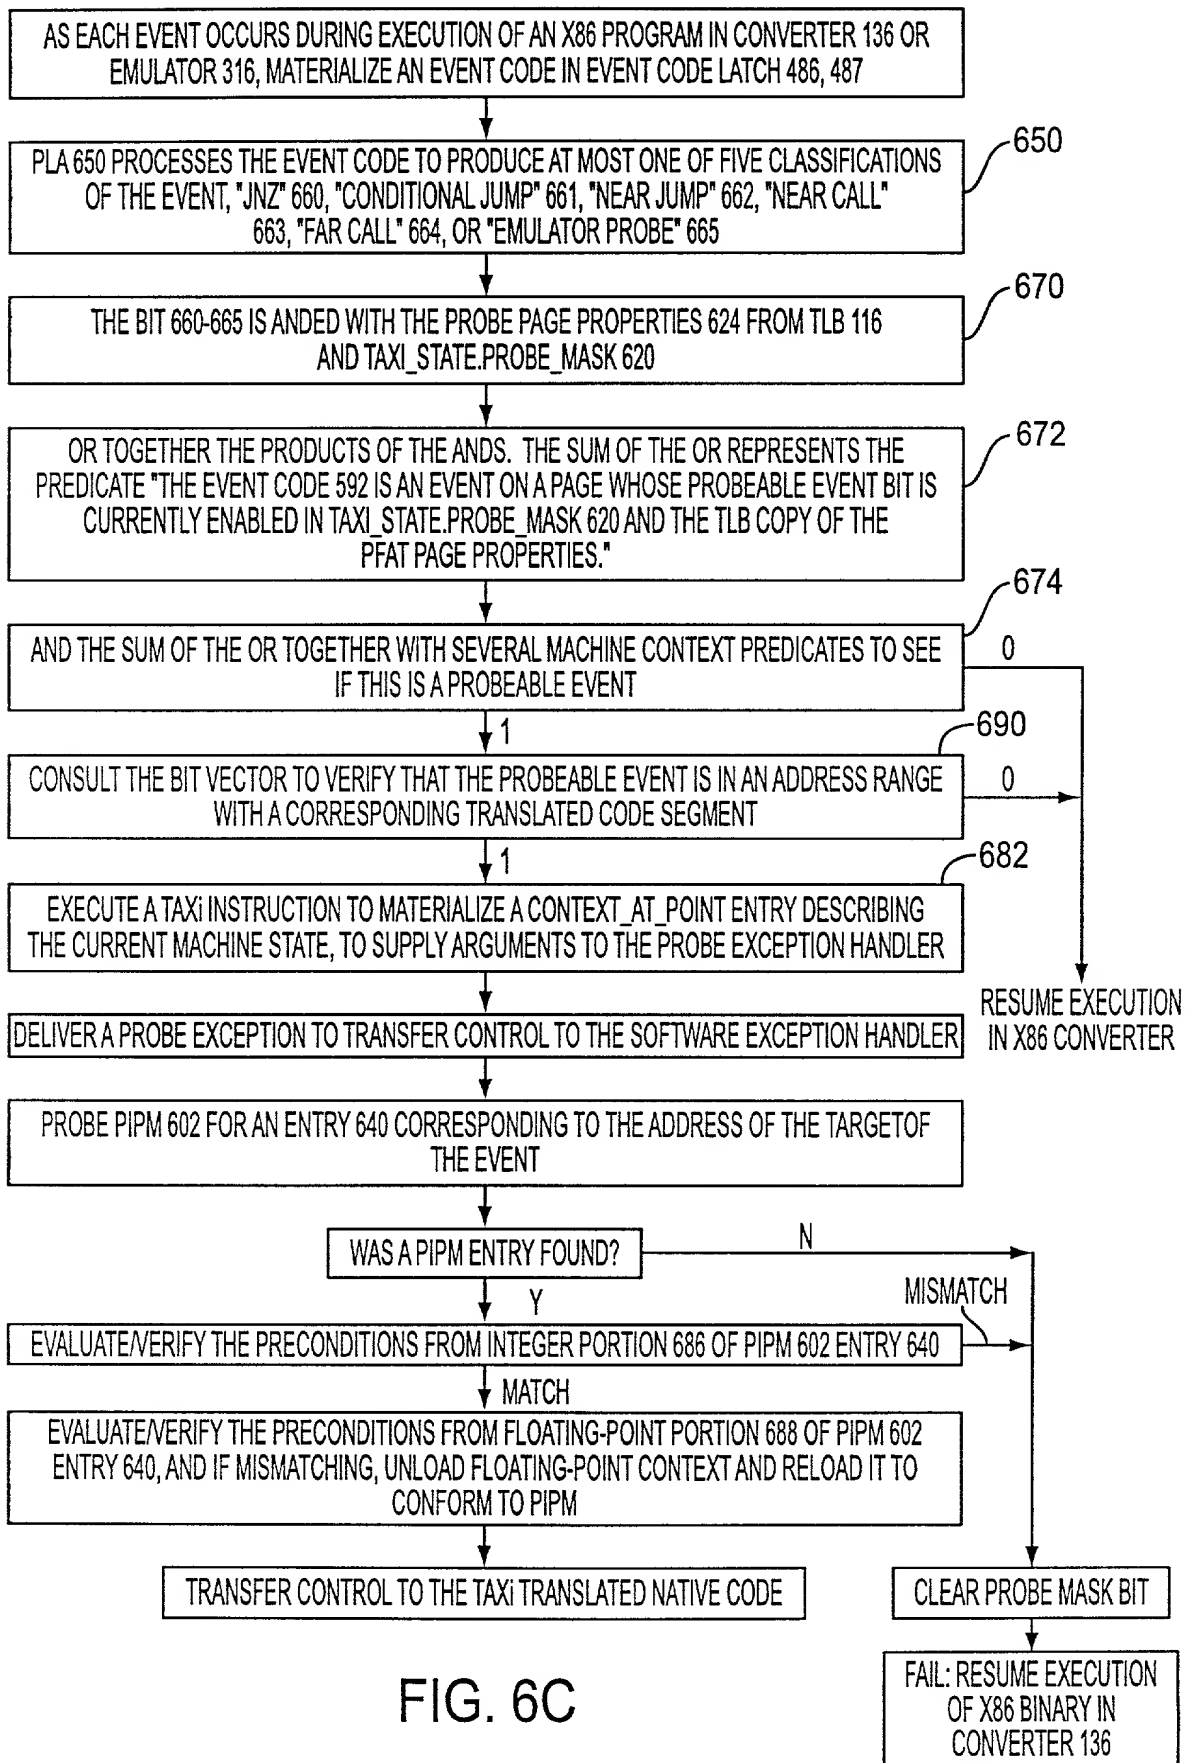 AS EACH EVENT OCCURS DURING EXECUTION OF AN X86 PROGRAM IN CONVERTER 136 OR
EMULATOR 316, MATERIALIZE AN EVENT CODE IN EVENT CODE LATCH 486, 487
650
PLA 650 PROCESSES THE EVENT CODE TO PRODUCE AT MOST ONE OF FIVE CLASSIFICATIONS
OF THE EVENT, "JNZ" 660, "CONDITIONAL JUMP" 661, "NEAR JUMP" 662, "NEAR CALL"
663, "FAR CALL" 664, OR "EMULATOR PROBE" 665
670
THE BIT 660-665 IS ANDED WITH THE PROBE PAGE PROPERTIES 624 FROM TLB 116
AND TAXI_STATE.PROBE_MASK 620
672
OR TOGETHER THE PRODUCTS OF THE ANDS. THE SUM OF THE OR REPRESENTS THE
PREDICATE "THE EVENT CODE 592 IS AN EVENT ON A PAGE WHOSE PROBEABLE EVENT BIT IS
CURRENTLY ENABLED IN TAXI_STATE.PROBE_MASK 620 AND THE TLB COPY OF THE
PFAT PAGE PROPERTIES."
674
AND THE SUM OF THE OR TOGETHER WITH SEVERAL MACHINE CONTEXT PREDICATES TO SEE
IF THIS IS A PROBEABLE EVENT
0
1
690
CONSULT THE BIT VECTOR TO VERIFY THAT THE PROBEABLE EVENT IS IN AN ADDRESS RANGE
WITH A CORRESPONDING TRANSLATED CODE SEGMENT
0
1
682
EXECUTE A TAXi INSTRUCTION TO MATERIALIZE A CONTEXT_AT_POINT ENTRY DESCRIBING
THE CURRENT MACHINE STATE, TO SUPPLY ARGUMENTS TO THE PROBE EXCEPTION HANDLER
RESUME EXECUTION
IN X86 CONVERTER
DELIVER A PROBE EXCEPTION TO TRANSFER CONTROL TO THE SOFTWARE EXCEPTION HANDLER
PROBE PIPM 602 FOR AN ENTRY 640 CORRESPONDING TO THE ADDRESS OF THE TARGETOF
THE EVENT
WAS A PIPM ENTRY FOUND?
N
Y
MISMATCH
EVALUATE/VERIFY THE PRECONDITIONS FROM INTEGER PORTION 686 OF PIPM 602 ENTRY 640
MATCH
EVALUATE/VERIFY THE PRECONDITIONS FROM FLOATING-POINT PORTION 688 OF PIPM 602
ENTRY 640, AND IF MISMATCHING, UNLOAD FLOATING-POINT CONTEXT AND RELOAD IT TO
CONFORM TO PIPM
TRANSFER CONTROL TO THE TAXi TRANSLATED NATIVE CODE
CLEAR PROBE MASK BIT
FAIL: RESUME EXECUTION
OF X86 BINARY IN
CONVERTER 136
FIG. 6C